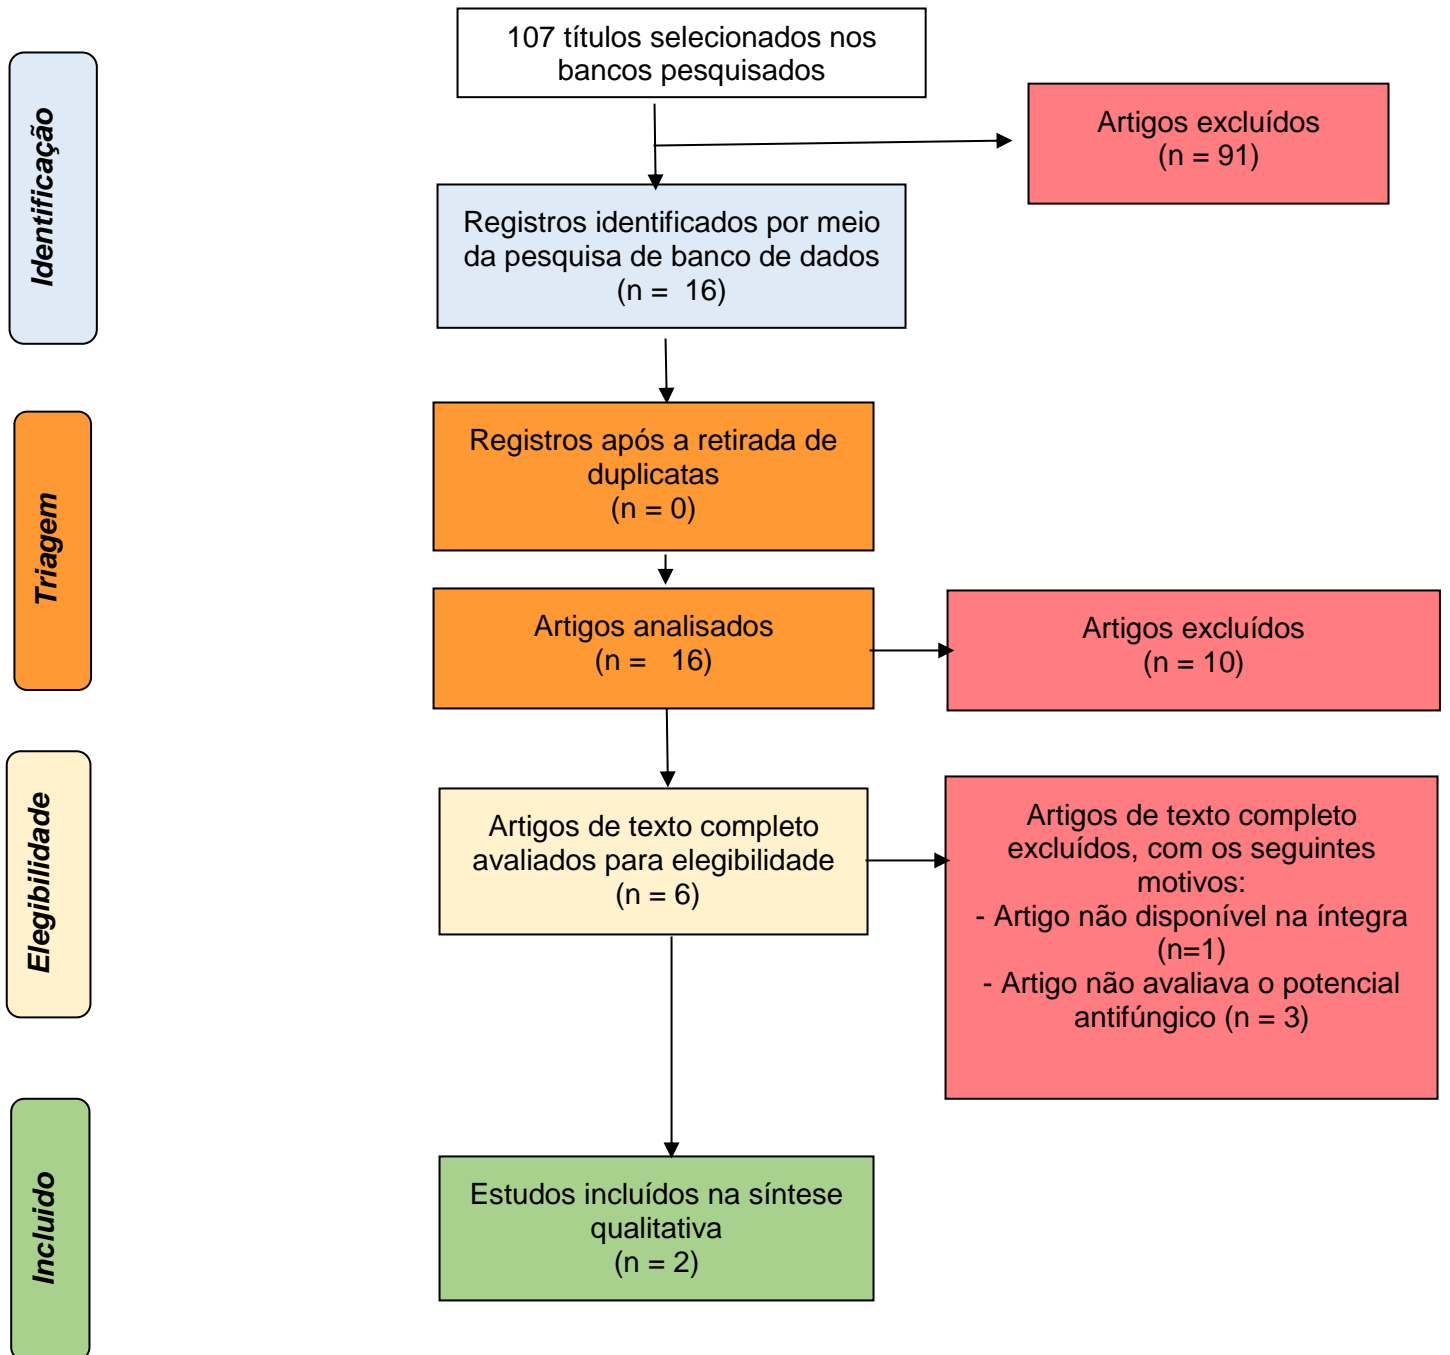 107 títulos selecionados nos
bancos pesquisados
Identificação
Artigos excluídos
(n = 91)
Registros identificados por meio
da pesquisa de banco de dados
(n = 16)
Triagem
Registros após a retirada de
duplicatas
(n = 0)
Artigos analisados
(n = 16)
Artigos excluídos
(n = 10)
Elegibilidade
Artigos de texto completo
avaliados para elegibilidade
(n = 6)
Artigos de texto completo
excluídos, com os seguintes
motivos:
- Artigo não disponível na íntegra
(n=1)
- Artigo não avaliava o potencial
antifúngico (n = 3)
Incluido
Estudos incluídos na síntese
qualitativa
(n = 2)